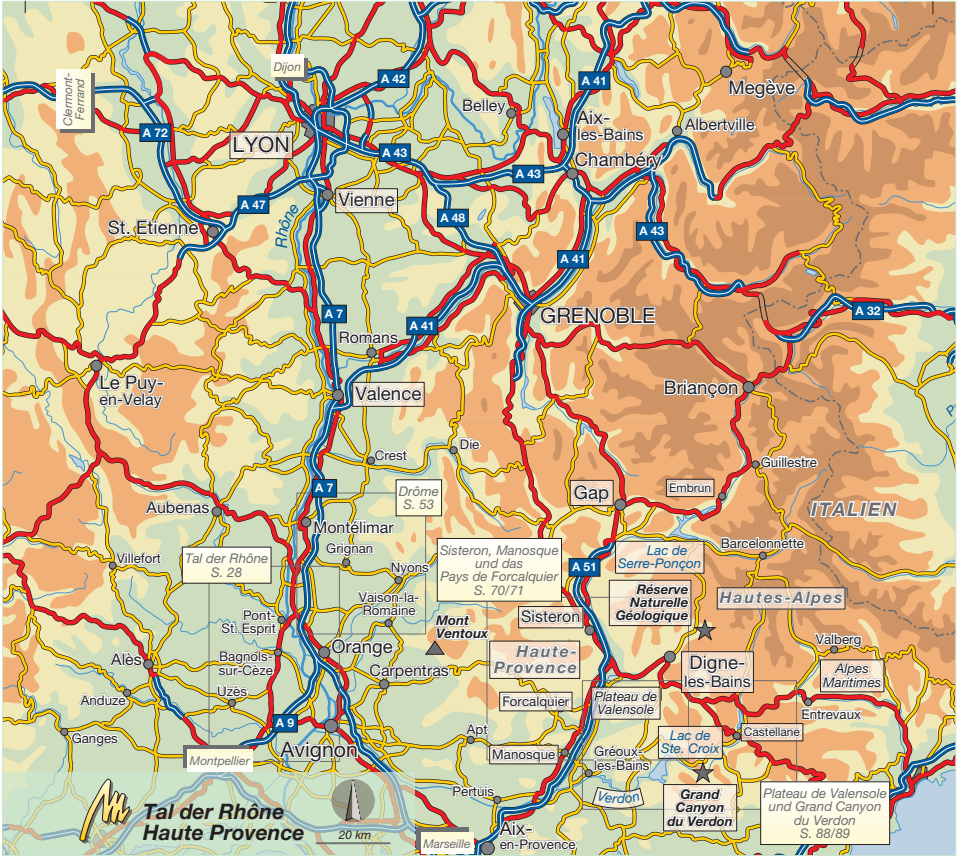 Dijon
A 42
A 41
Megève
Clermont-
Ferrand
Belley
Aix-
les-Bains
Albertville
A 72
LYON
A 43
Chambéry
A 43
Vienne
A 47
A 48
St. Etienne
Rhône
A 43
A 41
A 7
GRENOBLE
A 32
A 41
Romans
Le Puy-
en-Velay
Valence
Briançon
Die
Crest
Guillestre
A 7
Drôme
S. 53
Gap
Embrun
Aubenas
ITALIEN
Montélimar
Barcelonnette
Villefort
Tal der Rhône
S. 28
Grignan
Sisteron, Manosque
und das
Pays de Forcalquier
S. 70/71
Lac de
Serre-Ponçon
A 51
Nyons
Réserve
Naturelle
Géologique
Hautes-Alpes
Vaison-la-
Romaine
Pont-
St. Esprit
Sisteron
Mont
Ventoux
Valberg
Orange
Haute-
Provence
Alès
Bagnols-
sur-Cèze
Digne-
les-Bains
Carpentras
Alpes
Maritimes
Anduze
Uzès
Forcalquier
Plateau de
Valensole
Entrevaux
A 9
Ganges
Apt
Castellane
Lac de
Ste. Croix
Avignon
Manosque
Gréoux-
les-Bains
Montpellier
Pertuis
Verdon
Grand
Canyon
du Verdon
Plateau de Valensole
und Grand Canyon
du Verdon
S. 88/89
Tal der Rhône
Haute Provence
20 km
Aix-
en-Provence
Marseille